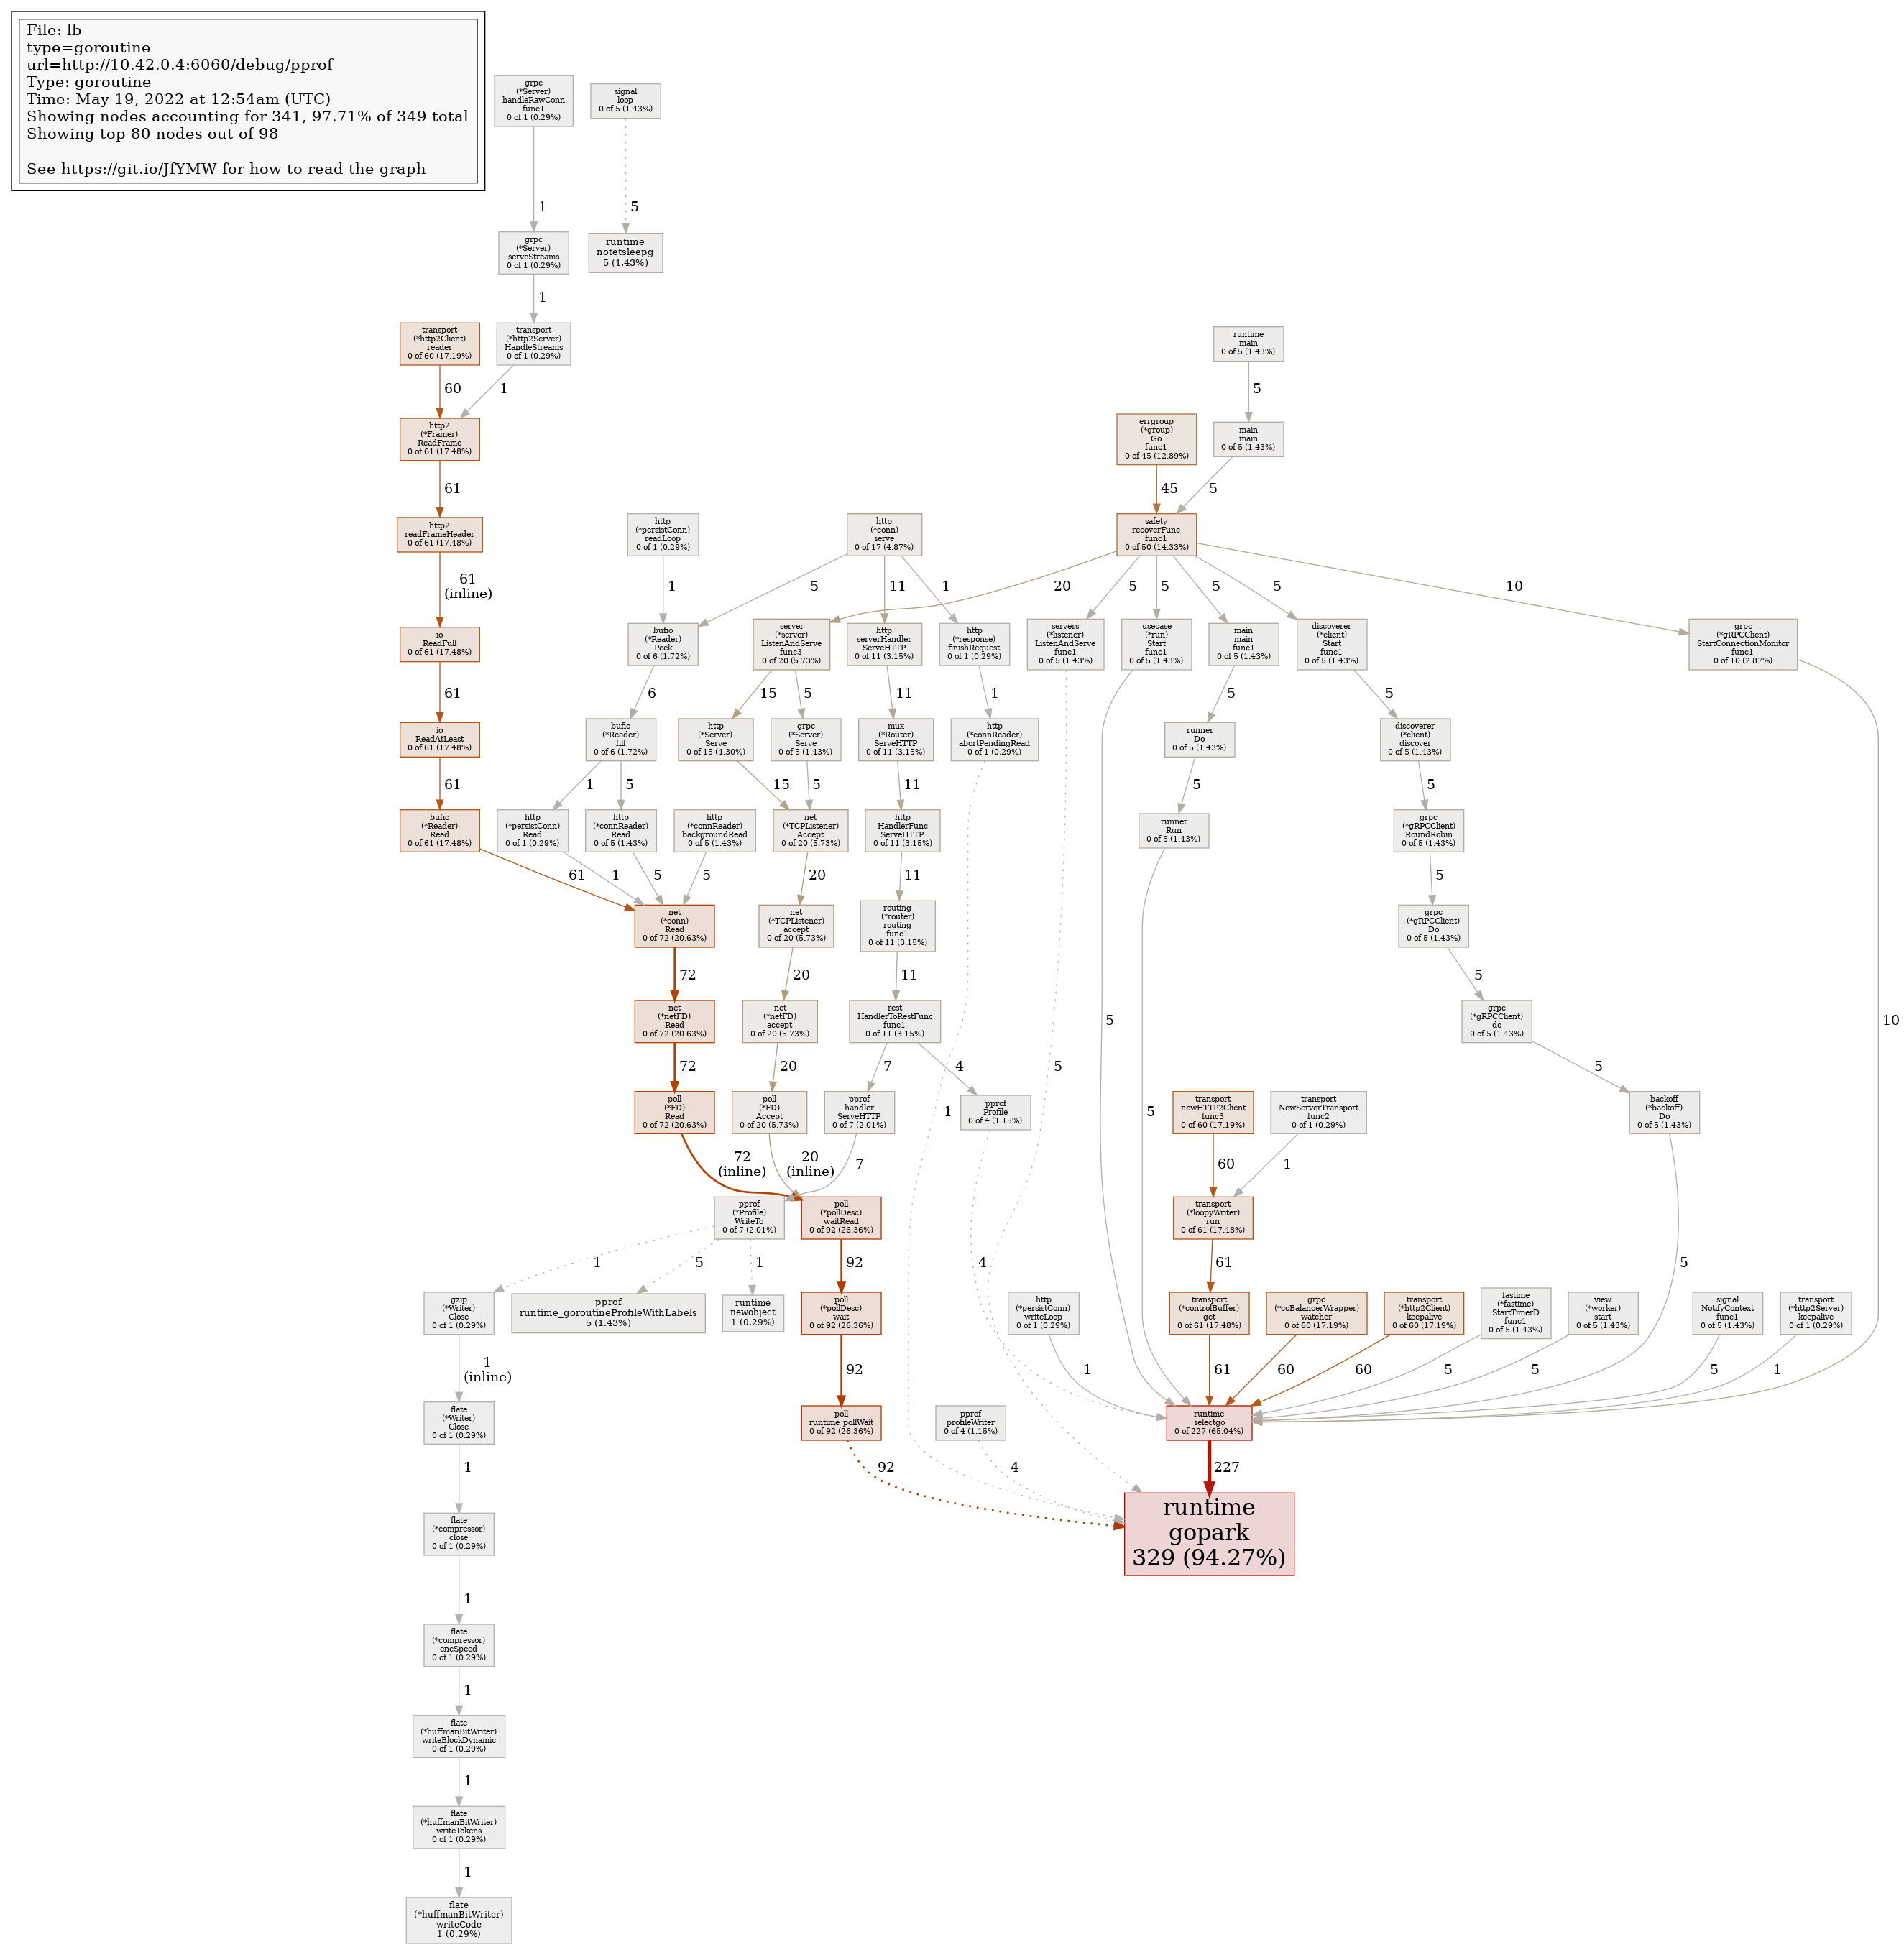 File: lb
type=goroutine
url=http://10.42.0.4:6060/debug/pprof
Type: goroutine
Time: May 19, 2022 at 12:54am (UTC)
Showing nodes accounting for 341, 97.71% of 349 total
Showing top 80 nodes out of 98
See https://git.io/JfYMW for how to read the graph
grpc
(*Server)
handleRawConn
func1
0 of 1 (0.29%)
signal
loop
0 of 5 (1.43%)
1
5
grpc
(*Server)
serveStreams
0 of 1 (0.29%)
runtime
notetsleepg
5 (1.43%)
1
transport
(*http2Client)
reader
0 of 60 (17.19%)
transport
(*http2Server)
HandleStreams
0 of 1 (0.29%)
runtime
main
0 of 5 (1.43%)
60
1
5
http2
(*Framer)
ReadFrame
0 of 61 (17.48%)
errgroup
(*group)
Go
func1
0 of 45 (12.89%)
main
main
0 of 5 (1.43%)
61
45
5
http2
readFrameHeader
0 of 61 (17.48%)
http
(*persistConn)
readLoop
0 of 1 (0.29%)
http
(*conn)
serve
0 of 17 (4.87%)
safety
recoverFunc
func1
0 of 50 (14.33%)
61
(inline)
1
5
11
1
20
5
5
5
5
10
io
ReadFull
0 of 61 (17.48%)
bufio
(*Reader)
Peek
0 of 6 (1.72%)
server
(*server)
ListenAndServe
func3
0 of 20 (5.73%)
http
serverHandler
ServeHTTP
0 of 11 (3.15%)
http
(*response)
finishRequest
0 of 1 (0.29%)
servers
(*listener)
ListenAndServe
func1
0 of 5 (1.43%)
usecase
(*run)
Start
func1
0 of 5 (1.43%)
main
main
func1
0 of 5 (1.43%)
discoverer
(*client)
Start
func1
0 of 5 (1.43%)
grpc
(*gRPCClient)
StartConnectionMonitor
func1
0 of 10 (2.87%)
61
6
15
5
11
1
5
5
io
ReadAtLeast
0 of 61 (17.48%)
bufio
(*Reader)
fill
0 of 6 (1.72%)
http
(*Server)
Serve
0 of 15 (4.30%)
grpc
(*Server)
Serve
0 of 5 (1.43%)
mux
(*Router)
ServeHTTP
0 of 11 (3.15%)
http
(*connReader)
abortPendingRead
0 of 1 (0.29%)
runner
Do
0 of 5 (1.43%)
discoverer
(*client)
discover
0 of 5 (1.43%)
61
1
5
15
5
11
5
5
bufio
(*Reader)
Read
0 of 61 (17.48%)
http
(*persistConn)
Read
0 of 1 (0.29%)
http
(*connReader)
Read
0 of 5 (1.43%)
http
(*connReader)
backgroundRead
0 of 5 (1.43%)
net
(*TCPListener)
Accept
0 of 20 (5.73%)
http
HandlerFunc
ServeHTTP
0 of 11 (3.15%)
runner
Run
0 of 5 (1.43%)
grpc
(*gRPCClient)
RoundRobin
0 of 5 (1.43%)
61
1
5
5
20
11
5
net
(*conn)
Read
0 of 72 (20.63%)
net
(*TCPListener)
accept
0 of 20 (5.73%)
routing
(*router)
routing
func1
0 of 11 (3.15%)
grpc
(*gRPCClient)
Do
0 of 5 (1.43%)
72
20
11
5
net
(*netFD)
Read
0 of 72 (20.63%)
net
(*netFD)
accept
0 of 20 (5.73%)
rest
HandlerToRestFunc
func1
0 of 11 (3.15%)
5
grpc
(*gRPCClient)
do
0 of 5 (1.43%)
10
72
20
7
4
5
5
poll
(*FD)
Read
0 of 72 (20.63%)
poll
(*FD)
Accept
0 of 20 (5.73%)
pprof
handler
ServeHTTP
0 of 7 (2.01%)
1
pprof
Profile
0 of 4 (1.15%)
5
transport
newHTTP2Client
func3
0 of 60 (17.19%)
transport
NewServerTransport
func2
0 of 1 (0.29%)
backoff
(*backoff)
Do
0 of 5 (1.43%)
72
(inline)
20
(inline)
7
60
1
pprof
(*Profile)
WriteTo
0 of 7 (2.01%)
poll
(*pollDesc)
waitRead
0 of 92 (26.36%)
transport
(*loopyWriter)
run
0 of 61 (17.48%)
1
5
1
92
4
61
5
gzip
(*Writer)
Close
0 of 1 (0.29%)
pprof
runtime_goroutineProfileWithLabels
5 (1.43%)
runtime
newobject
1 (0.29%)
poll
(*pollDesc)
wait
0 of 92 (26.36%)
http
(*persistConn)
writeLoop
0 of 1 (0.29%)
transport
(*controlBuffer)
get
0 of 61 (17.48%)
grpc
(*ccBalancerWrapper)
watcher
0 of 60 (17.19%)
transport
(*http2Client)
keepalive
0 of 60 (17.19%)
fastime
(*fastime)
StartTimerD
func1
0 of 5 (1.43%)
view
(*worker)
start
0 of 5 (1.43%)
signal
NotifyContext
func1
0 of 5 (1.43%)
transport
(*http2Server)
keepalive
0 of 1 (0.29%)
1
(inline)
92
1
61
60
60
5
5
5
1
flate
(*Writer)
Close
0 of 1 (0.29%)
poll
runtime_pollWait
0 of 92 (26.36%)
pprof
profileWriter
0 of 4 (1.15%)
runtime
selectgo
0 of 227 (65.04%)
1
92
4
227
flate
(*compressor)
close
0 of 1 (0.29%)
runtime
gopark
329 (94.27%)
1
flate
(*compressor)
encSpeed
0 of 1 (0.29%)
1
flate
(*huffmanBitWriter)
writeBlockDynamic
0 of 1 (0.29%)
1
flate
(*huffmanBitWriter)
writeTokens
0 of 1 (0.29%)
1
flate
(*huffmanBitWriter)
writeCode
1 (0.29%)